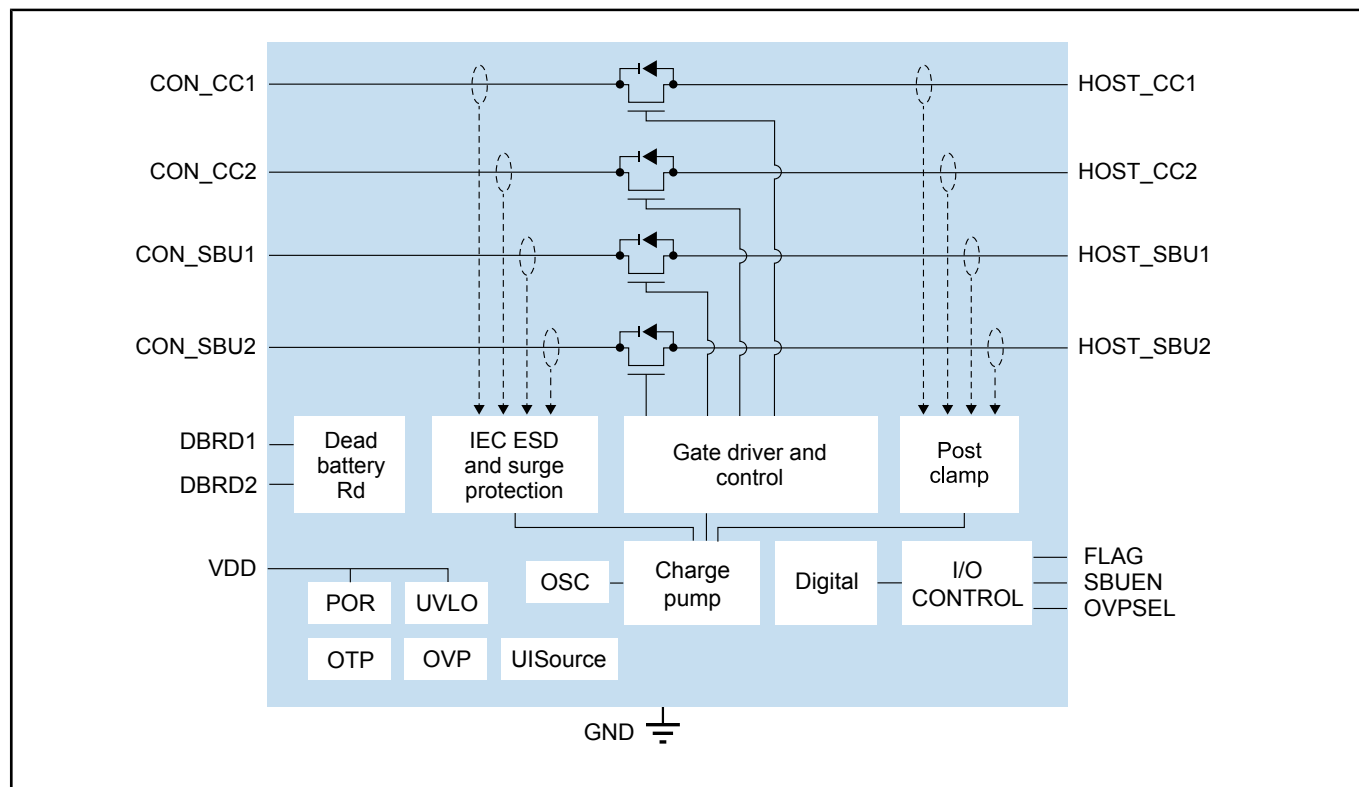 CON_CC1
HOST_CC1
CON_CC2
HOST_CC2
CON_SBU1
HOST_SBU1
CON_SBU2
HOST_SBU2
DBRD1
DBRD2
Dead
battery
Rd
IEC ESD
and surge
protection
Gate driver and
control
Post
clamp
VDD
POR
UVLO
OSC
Charge
pump
Digital
I/O
CONTROL
FLAG
SBUEN
OVPSEL
OTP
OVP
UISource
GND